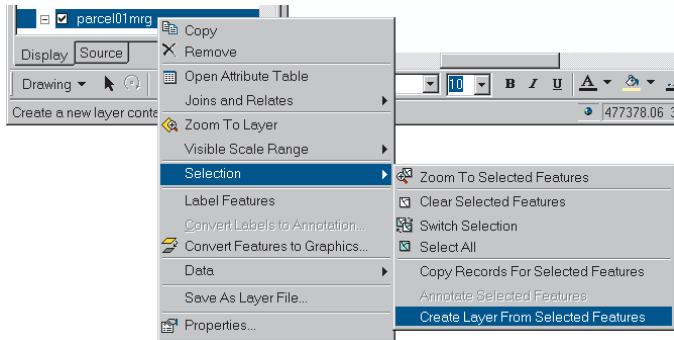 parcel01mrg
Display Source
Drawing
Create a new layer conta
Copy
Remove
Open Attribute Table
Joins and Relates
Zoom To Layer
Visible Scale Range
Selection
Label Features
Convert Labels to Annotation...
Convert Features to Graphics...
Data
Save As Layer File...
Properties...
10 B I U A
477378.06 3
Zoom To Selected Features
Clear Selected Features
Switch Selection
Select All
Copy Records For Selected Features
Annotate Selected Features
Create Layer From Selected Features